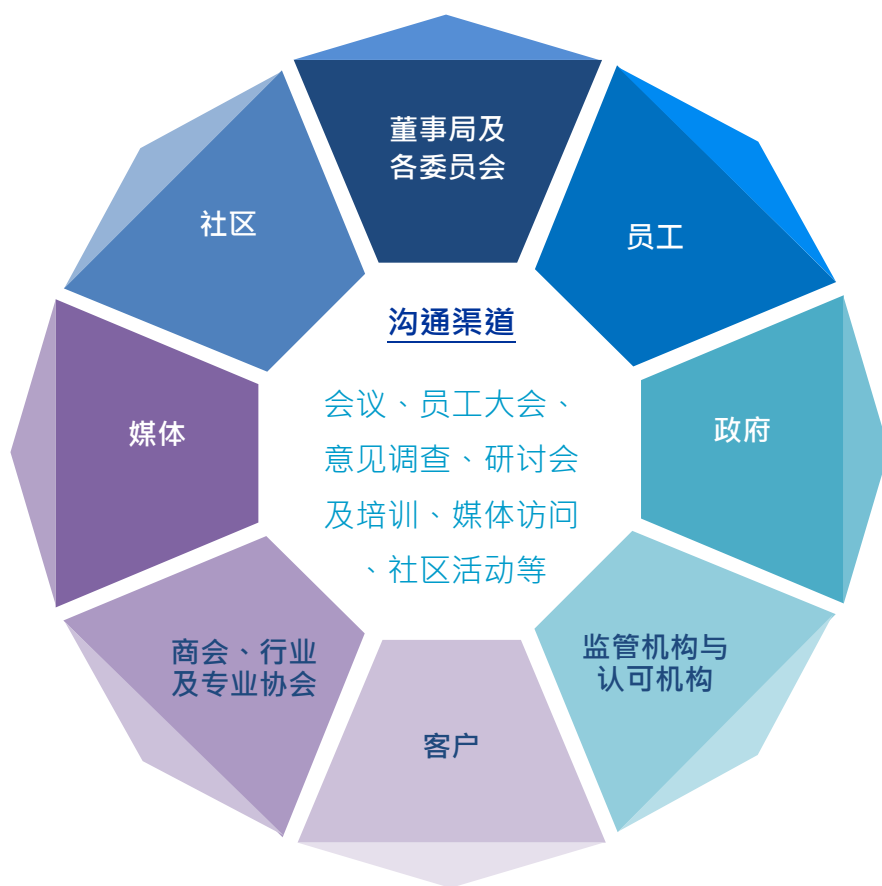 董事局及
各委员会
社区
员工
沟通渠道
会议、员工大会、
意见调查、研讨会
及培训、媒体访问
、社区活动等
媒体
政府
商会、行业
及专业协会
监管机构与
认可机构
客户